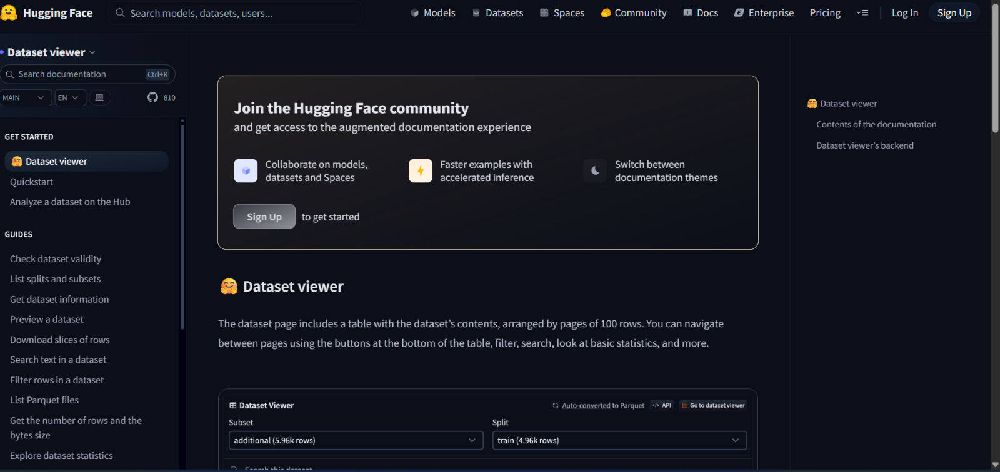 Hugging Face
Search models, datasets, users...
Models
Datasets
Spaces
Community
Docs
Enterprise
Pricing
Log In
Sign Up
Dataset viewer
Search documentation
Ctrl+K
MAIN
EN
810
GET STARTED
Dataset viewer
Quickstart
Analyze a dataset on the Hub
GUIDES
Check dataset validity
List splits and subsets
Get dataset information
Preview a dataset
Download slices of rows
Search text in a dataset
Filter rows in a dataset
List Parquet files
Get the number of rows and the
bytes size
Explore dataset statistics
Join the Hugging Face community
and get access to the augmented documentation experience
Collaborate on models,
datasets and Spaces
Faster examples with
accelerated inference
Switch between
documentation themes
Sign Up
to get started
Dataset viewer
The dataset page includes a table with the dataset’s contents, arranged by pages of 100 rows. You can navigate
between pages using the buttons at the bottom of the table, filter, search, look at basic statistics, and more.
Dataset Viewer
Auto-converted to Parquet
API
Go to dataset viewer
Subset
Split
additional (5.96k rows)
train (4.96k rows)
Search this dataset
Dataset viewer
Contents of the documentation
Dataset viewer’s backend